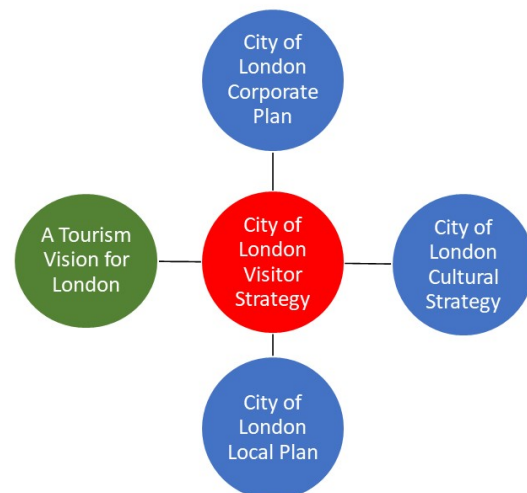 City of
London
Corporate
Plan
A Tourism
Vision for
London
City of
London
Visitor
Strategy
City of
London
Cultural
Strategy
City of
London
Local Plan